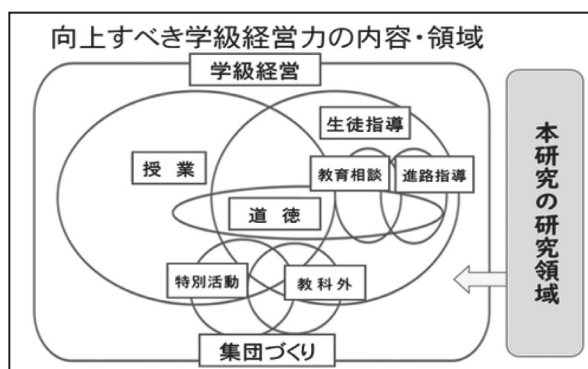 向上すべき学級経営力の内容・領域
学級経営
生徒指導
授業
教育相談
進路指導
道徳
特別活動
教科外
集団づくり
本研究の研究領域